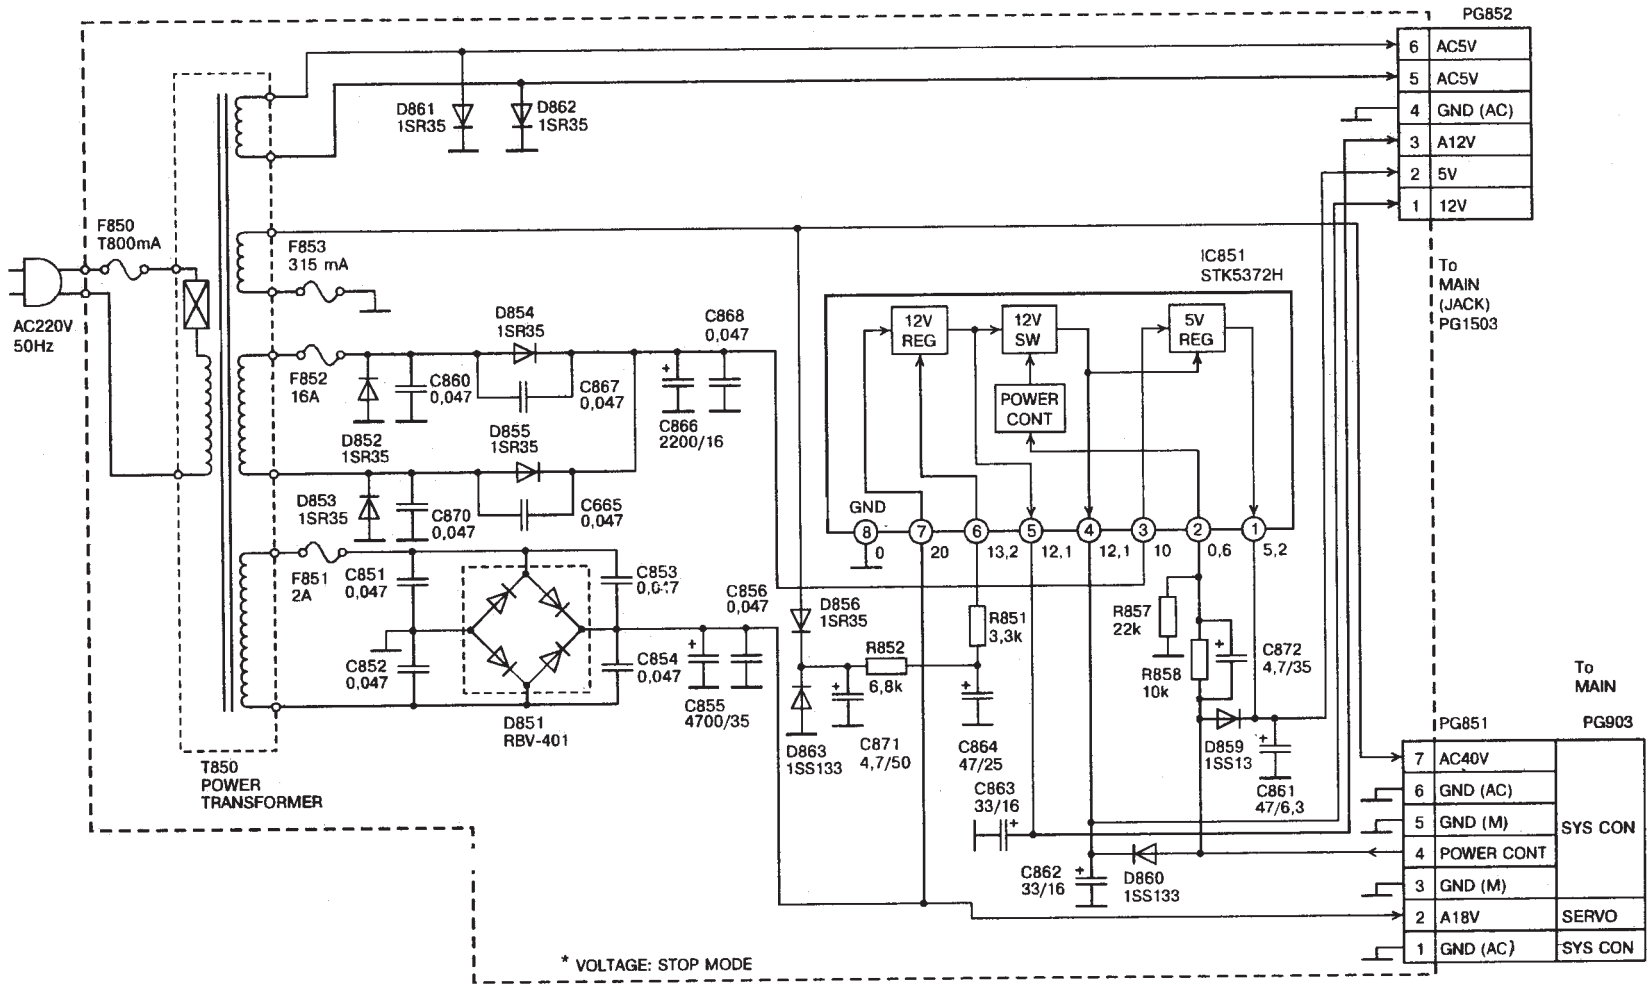 PG852
6 AC5V
5 AC5V
4 GND (AC)
3 A12V
2 5V
1 12V
To
MAIN
(JACK)
PG1503
D861
1SR35
D862
1SR35
F850
T800mA
AC220V
50Hz
F853
315 mA
F852
16A
D854
1SR35
C868
0,047
C860
0,047
C867
0,047
C866
2200/16
D852
1SR35
D855
1SR35
D853
1SR35
C870
0,047
C665
0,047
F851
2A
C851
0,047
C852
0,047
C853
C854
0,047
C856
0,047
C855
4700/35
D851
RBV-401
T850
POWER
TRANSFORMER
IC851
STK5372H
12V
REG
12V
SW
5V
REG
POWER
CONT
GND
8 7 6 5 4 3 2 1
0 20 13,2 12,1 12,1 10 0,6 5,2
D856
1SR35
R851
3,3k
R852
6,8k
R857
22k
R858
10k
C872
4,7/35
D863
1SS133
C871
4,7/50
C864
47/25
C863
33/16
D859
1SS13
C861
47/6,3
C862
33/16
D860
1SS133
To
MAIN
PG851 PG903
7 AC40V
6 GND (AC)
5 GND (M)
4 POWER CONT
3 GND (M)
SYS CON
2 A18V SERVO
1 GND (AC) SYS CON
* VOLTAGE: STOP MODE